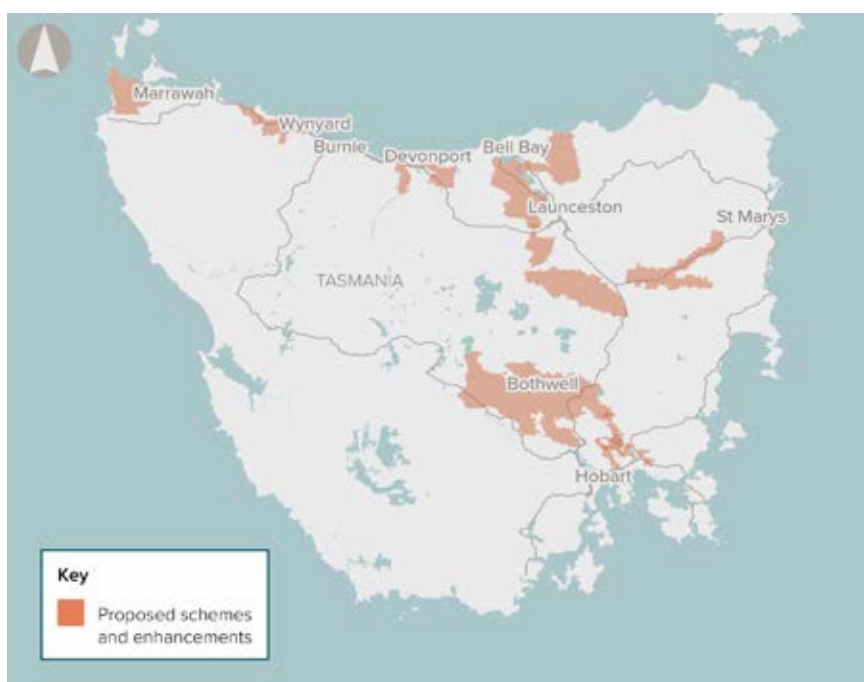 Marrawah
Wynyard
Burnie
Devonport
Bell Bay
Launceston
St Marys
TASMANIA
Bothwell
Hobart
Key
Proposed schemes
and enhancements